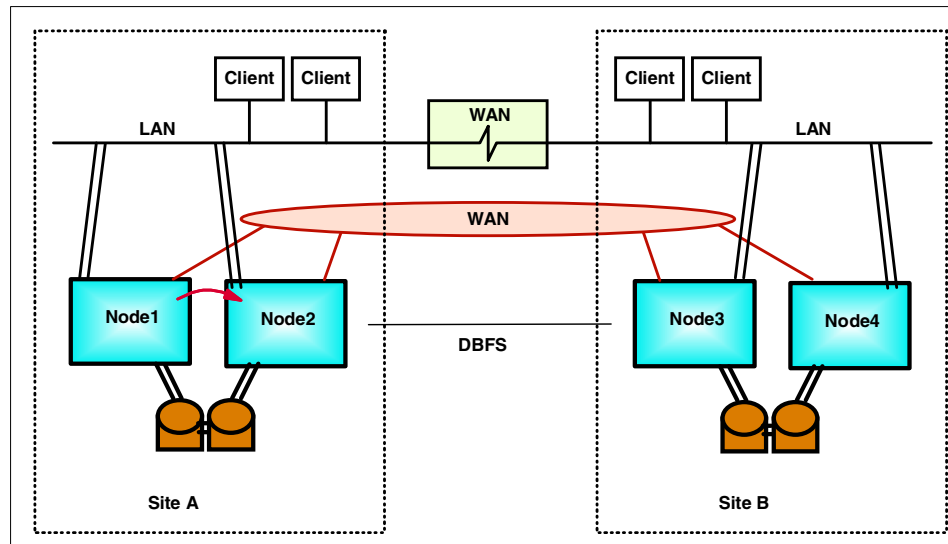 Client Client
Client Client
LAN
WAN
LAN
WAN
Node1
Node2
Node3
Node4
DBFS
Site A
Site B